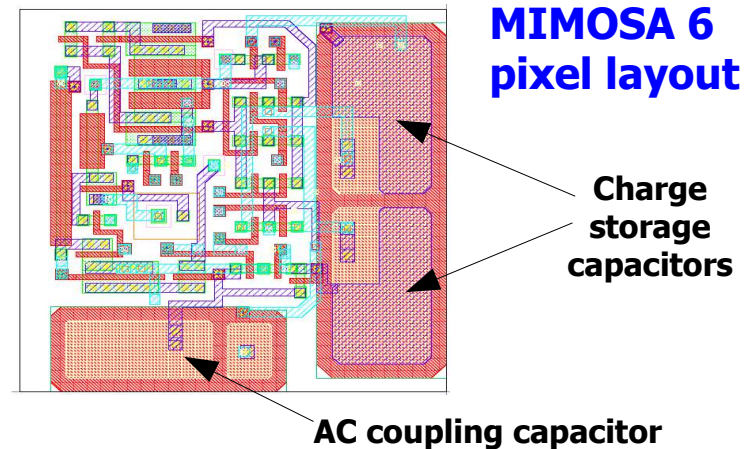 MIMOSA 6
pixel layout
Charge
storage
capacitors
AC coupling capacitor